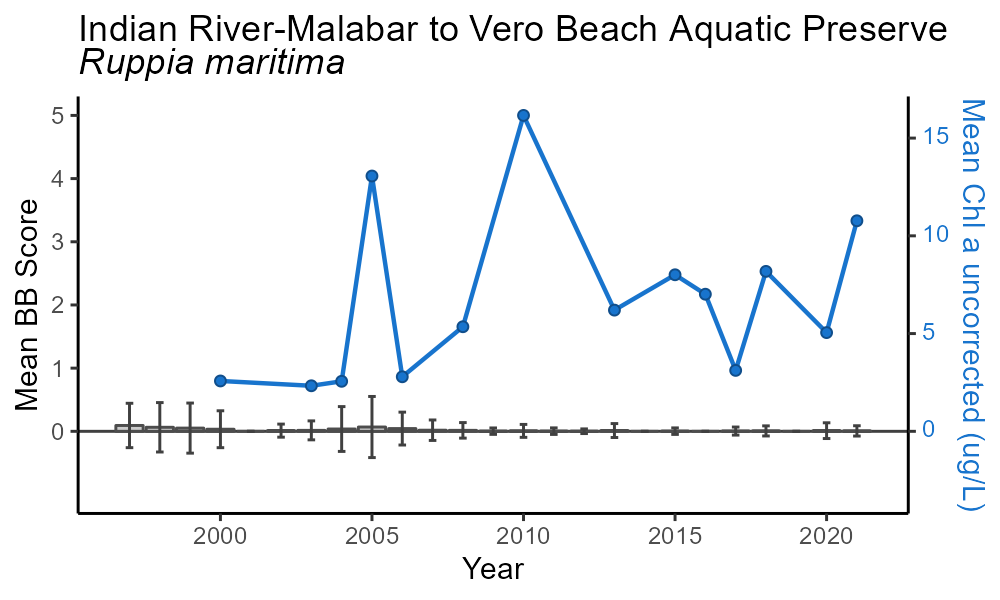 Indian River-Malabar to Vero Beach Aquatic Preserve
Ruppia maritima
Mean BB Score
5
4
3
2
1
0
15
10
5
0
Mean Chl a uncorrected (ug/L)
2000 2005 2010 2015 2020
Year